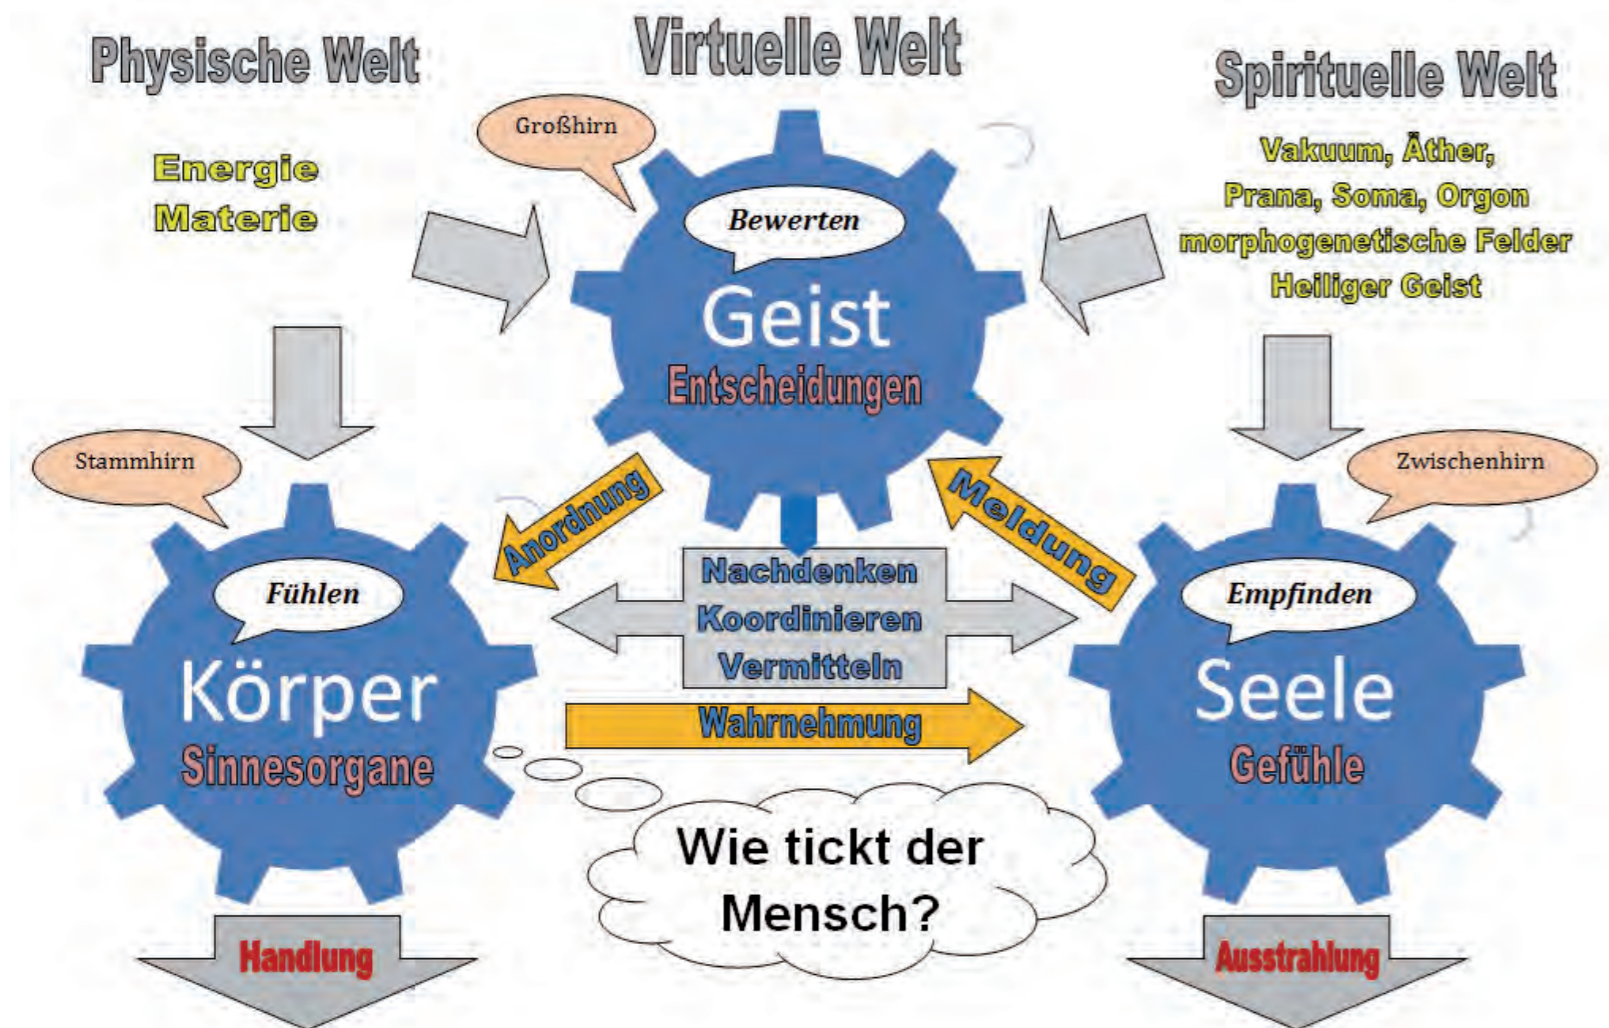 Physische Welt
Virtuelle Welt
Spirituelle Welt
Energie
Materie
Großhirn
Bewerten
Geist
Entscheidungen
Vakuum, Äther,
Prana, Soma, Orgon
morphogenetische Felder
Heiliger Geist
Stammhirn
Zwischenhirn
Anordnung
Meldung
Fühlen
Körper
Sinnesorgane
Nachdenken
Koordinieren
Vermitteln
Wahrnehmung
Empfinden
Seele
Gefühle
Wie tickt der
Mensch?
Handlung
Ausstrahlung